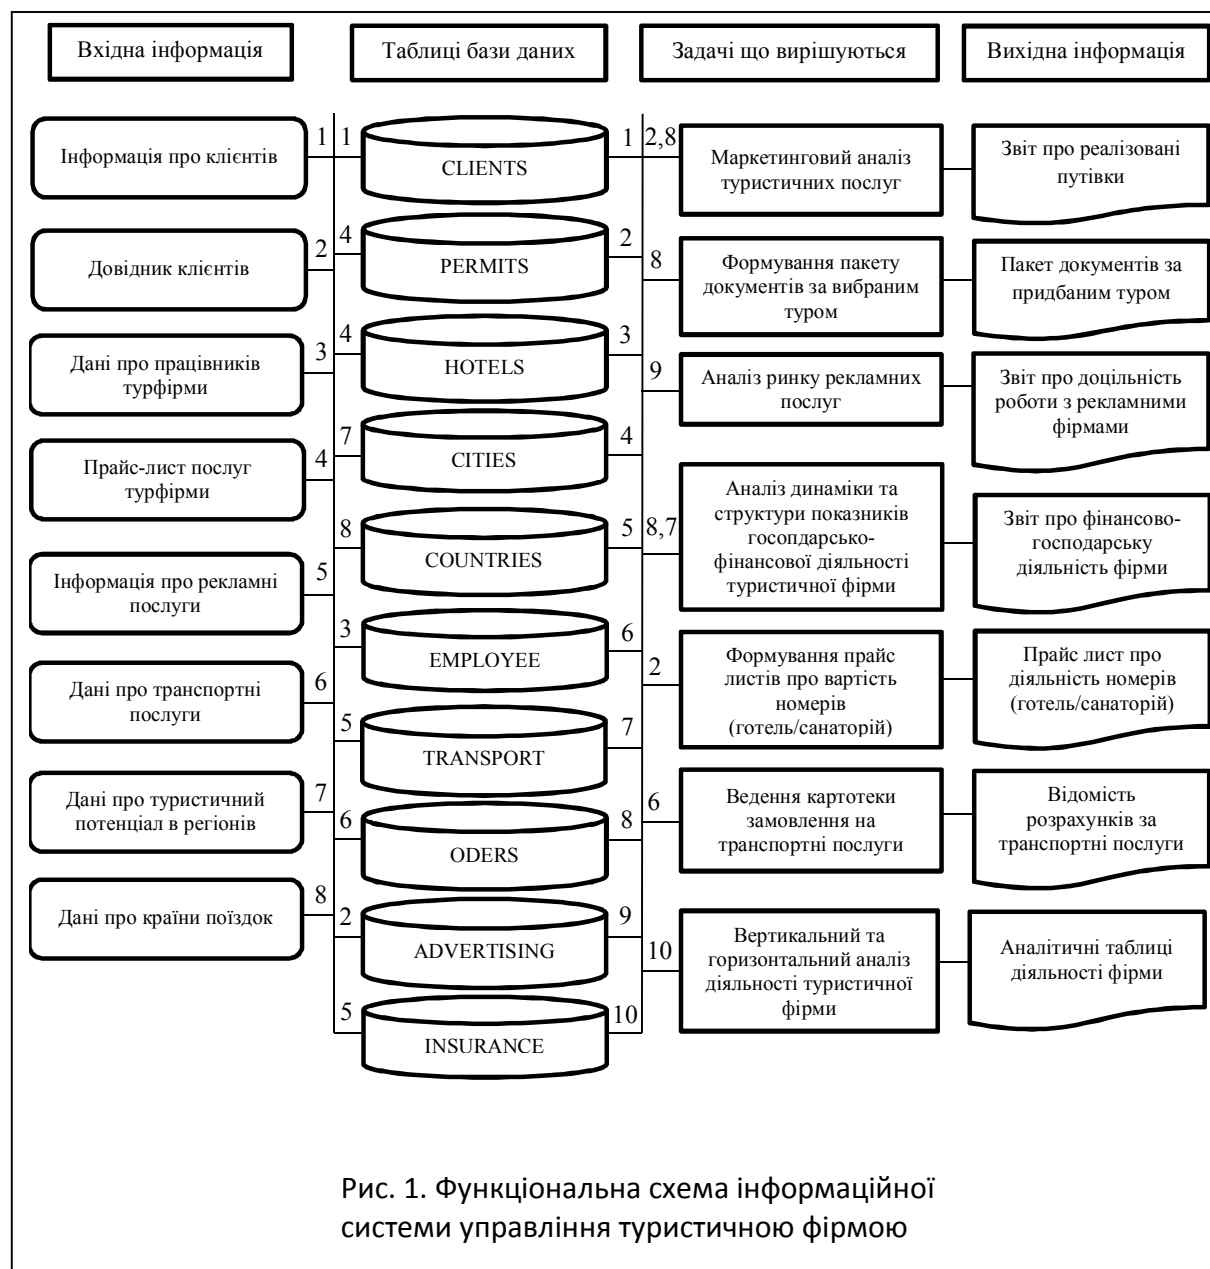 Вхідна інформація
Таблиці бази даних
Задачі що вирішуються
Вихідна інформація
Інформація про клієнтів
1
Довідник клієнтів
2
Дані про працівників
турфірми
3
Прайс-лист послуг
турфірми
4
Інформація про рекламні
послуги
5
Дані про транспортні
послуги
6
Дані про туристичний
потенціал в регіонів
7
Дані про країни поїздок
8
1
CLIENTS
1
4
PERMITS
2
4
HOTELS
3
7
CITIES
4
8
COUNTRIES
5
3
EMPLOYEE
6
5
TRANSPORT
7
6
ODERS
8
2
ADVERTISING
9
5
INSURANCE
10
2,8
Маркетинговий аналіз
туристичних послуг
8
Формування пакету
документів за вибраним
туром
9
Аналіз ринку рекламних
послуг
8,7
Аналіз динаміки та
структури показників
госопдарсько-
фінансової діяльності
туристичної фірми
2
Формування прайс
листів про вартість
номерів
(готель/санаторій)
6
Ведення картотеки
замовлення на
транспортні послуги
10
Вертикальний та
горизонтальний аналіз
діяльності туристичної
фірми
Звіт про реалізовані
путівки
Пакет документів за
придбаним туром
Звіт про доцільність
роботи з рекламними
фірмами
Звіт про фінансово-
господарську
діяльність фірми
Прайс лист про
діяльність номерів
(готель/санаторій)
Відомість
розрахунків за
транспортні послуги
Аналітичні таблиці
діяльності фірми
Рис. 1. Функціональна схема інформаційної
системи управління туристичною фірмою